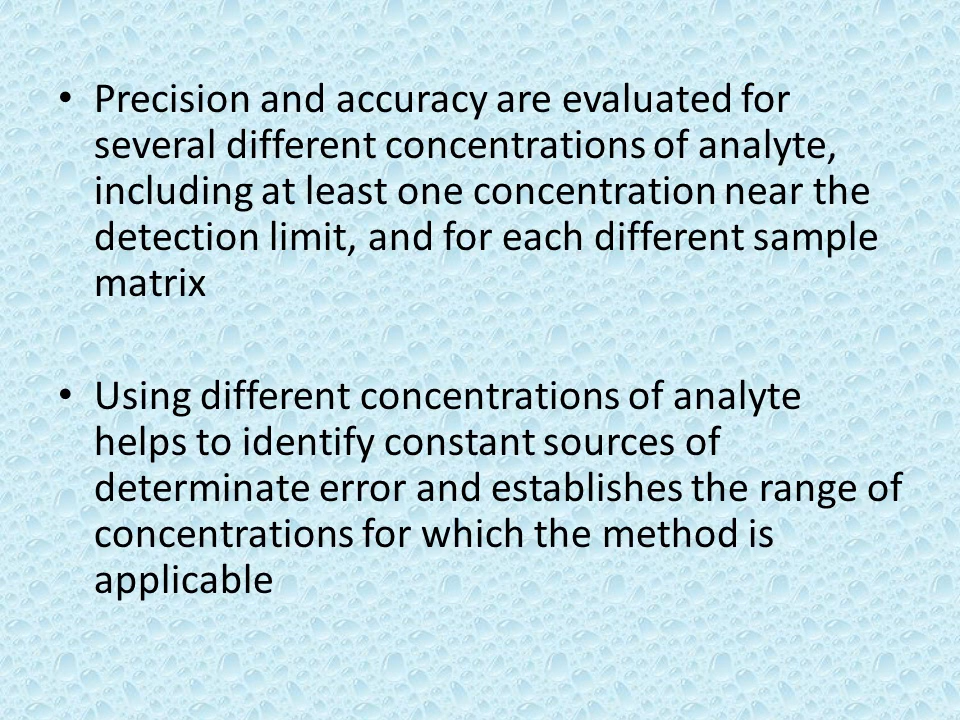 • Precision and accuracy are evaluated for
several different concentrations of analyte,
including at least one concentration near the
detection limit, and for each different sample
matrix
• Using different concentrations of analyte
helps to identify constant sources of
determinate error and establishes the range of
concentrations for which the method is
applicable